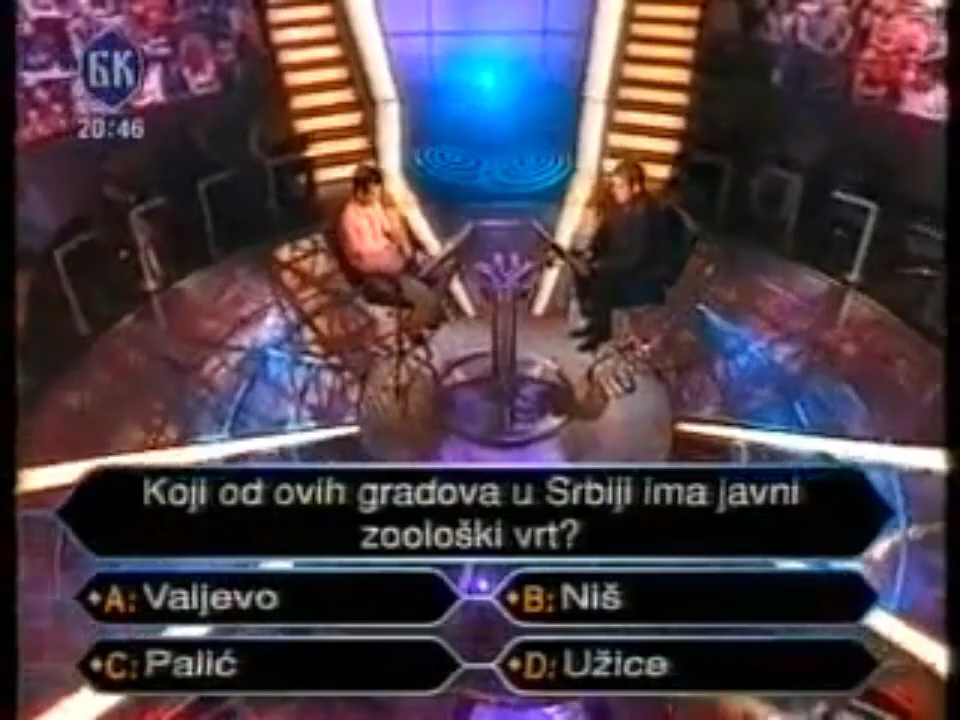 БК
20:46
Koji od ovih gradova u Srbiji ima javni
zoološki vrt?
A: Valjevo
B: Niš
C: Palić
D: Užice